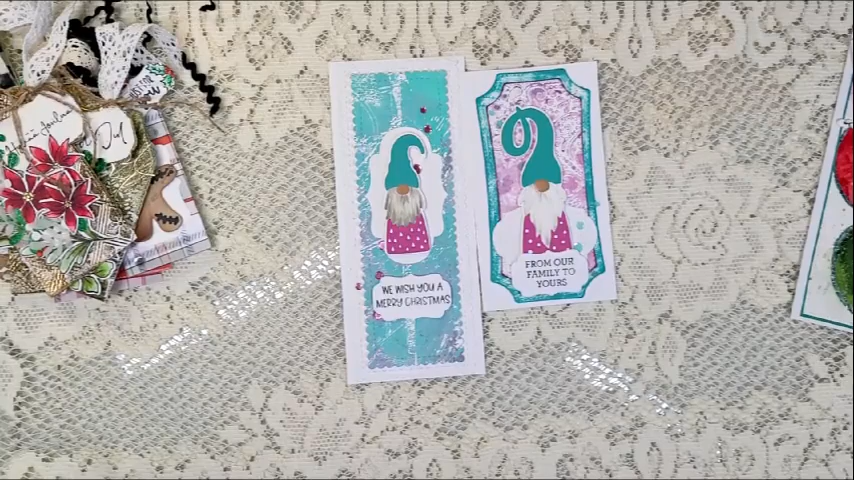 WE WISH YOU A
MERRY CHRISTMAS
FROM OUR
FAMILY TO
YOURS